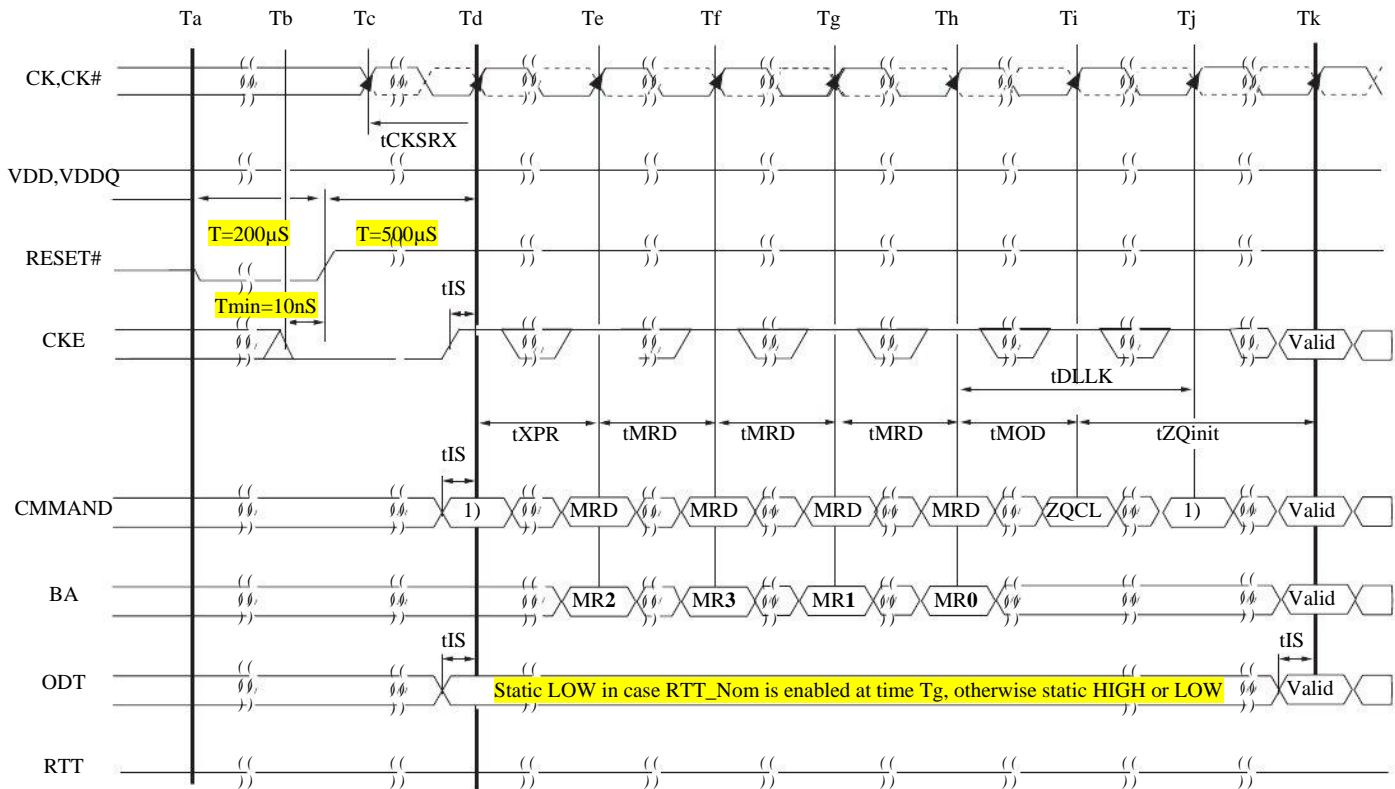 Ta Tb Tc Td Te Tf Tg Th Ti Tj Tk
CK,CK#
tCKSRX
VDD,VDDQ
T=200µS T=500µS
RESET#
Tmin=10nS tIS
CKE Valid
tDLLK
tXPR tMRD tMRD tMRD tMOD tZQinit
tIS
CMMAND 1) MRD MRD MRD MRD ZQCL 1) Valid
BA MR2 MR3 MR1 MR0 Valid
tIS tIS
ODT Static LOW in case RTT_Nom is enabled at time Tg, otherwise static HIGH or LOW Valid
RTT